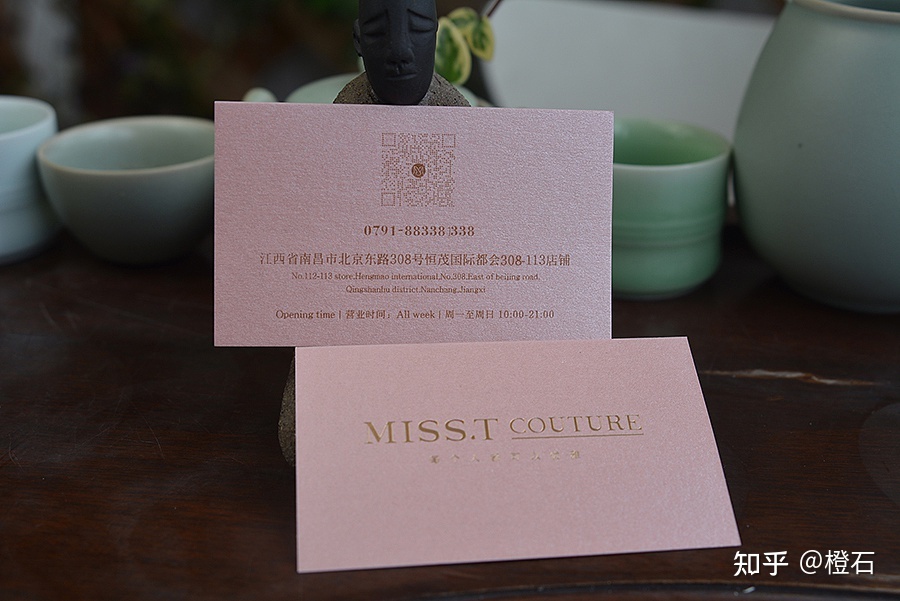 0791-88338338
江西省南昌市北京东路308号恒茂国际都会308-113店铺
No.112-113 store,Hengmao international,No.308,East of beijing road,
Qingshanhu district,Nanchang,Jiangxi
Opening time | 营业时间: All week | 周一至周日 10:00-21:00
MISS.T COUTURE
知乎 @橙石